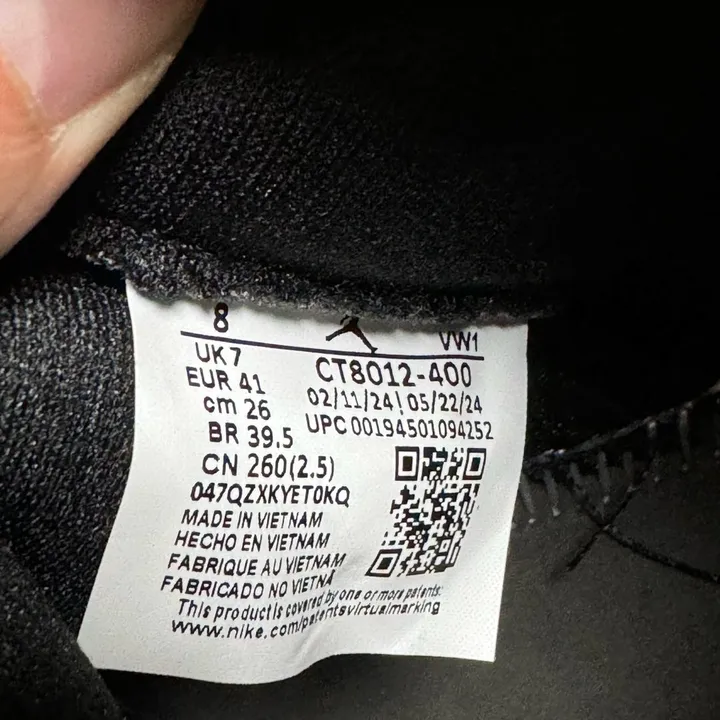 8
VW1
UK 7
EUR 41
cm 26
BR 39.5
CN 260(2.5)
CT8012-400
02/11/24! 05/22/24
UPC 00194501094252
047QZXKYET0KQ
MADE IN VIETNAM
HECHO EN VIETNAM
FABRIQUE AU VIETNAM
FABRICADO NO VIETNÃ
This product is covered by one or more patents:
www.nike.com/patentsvirtualmarking